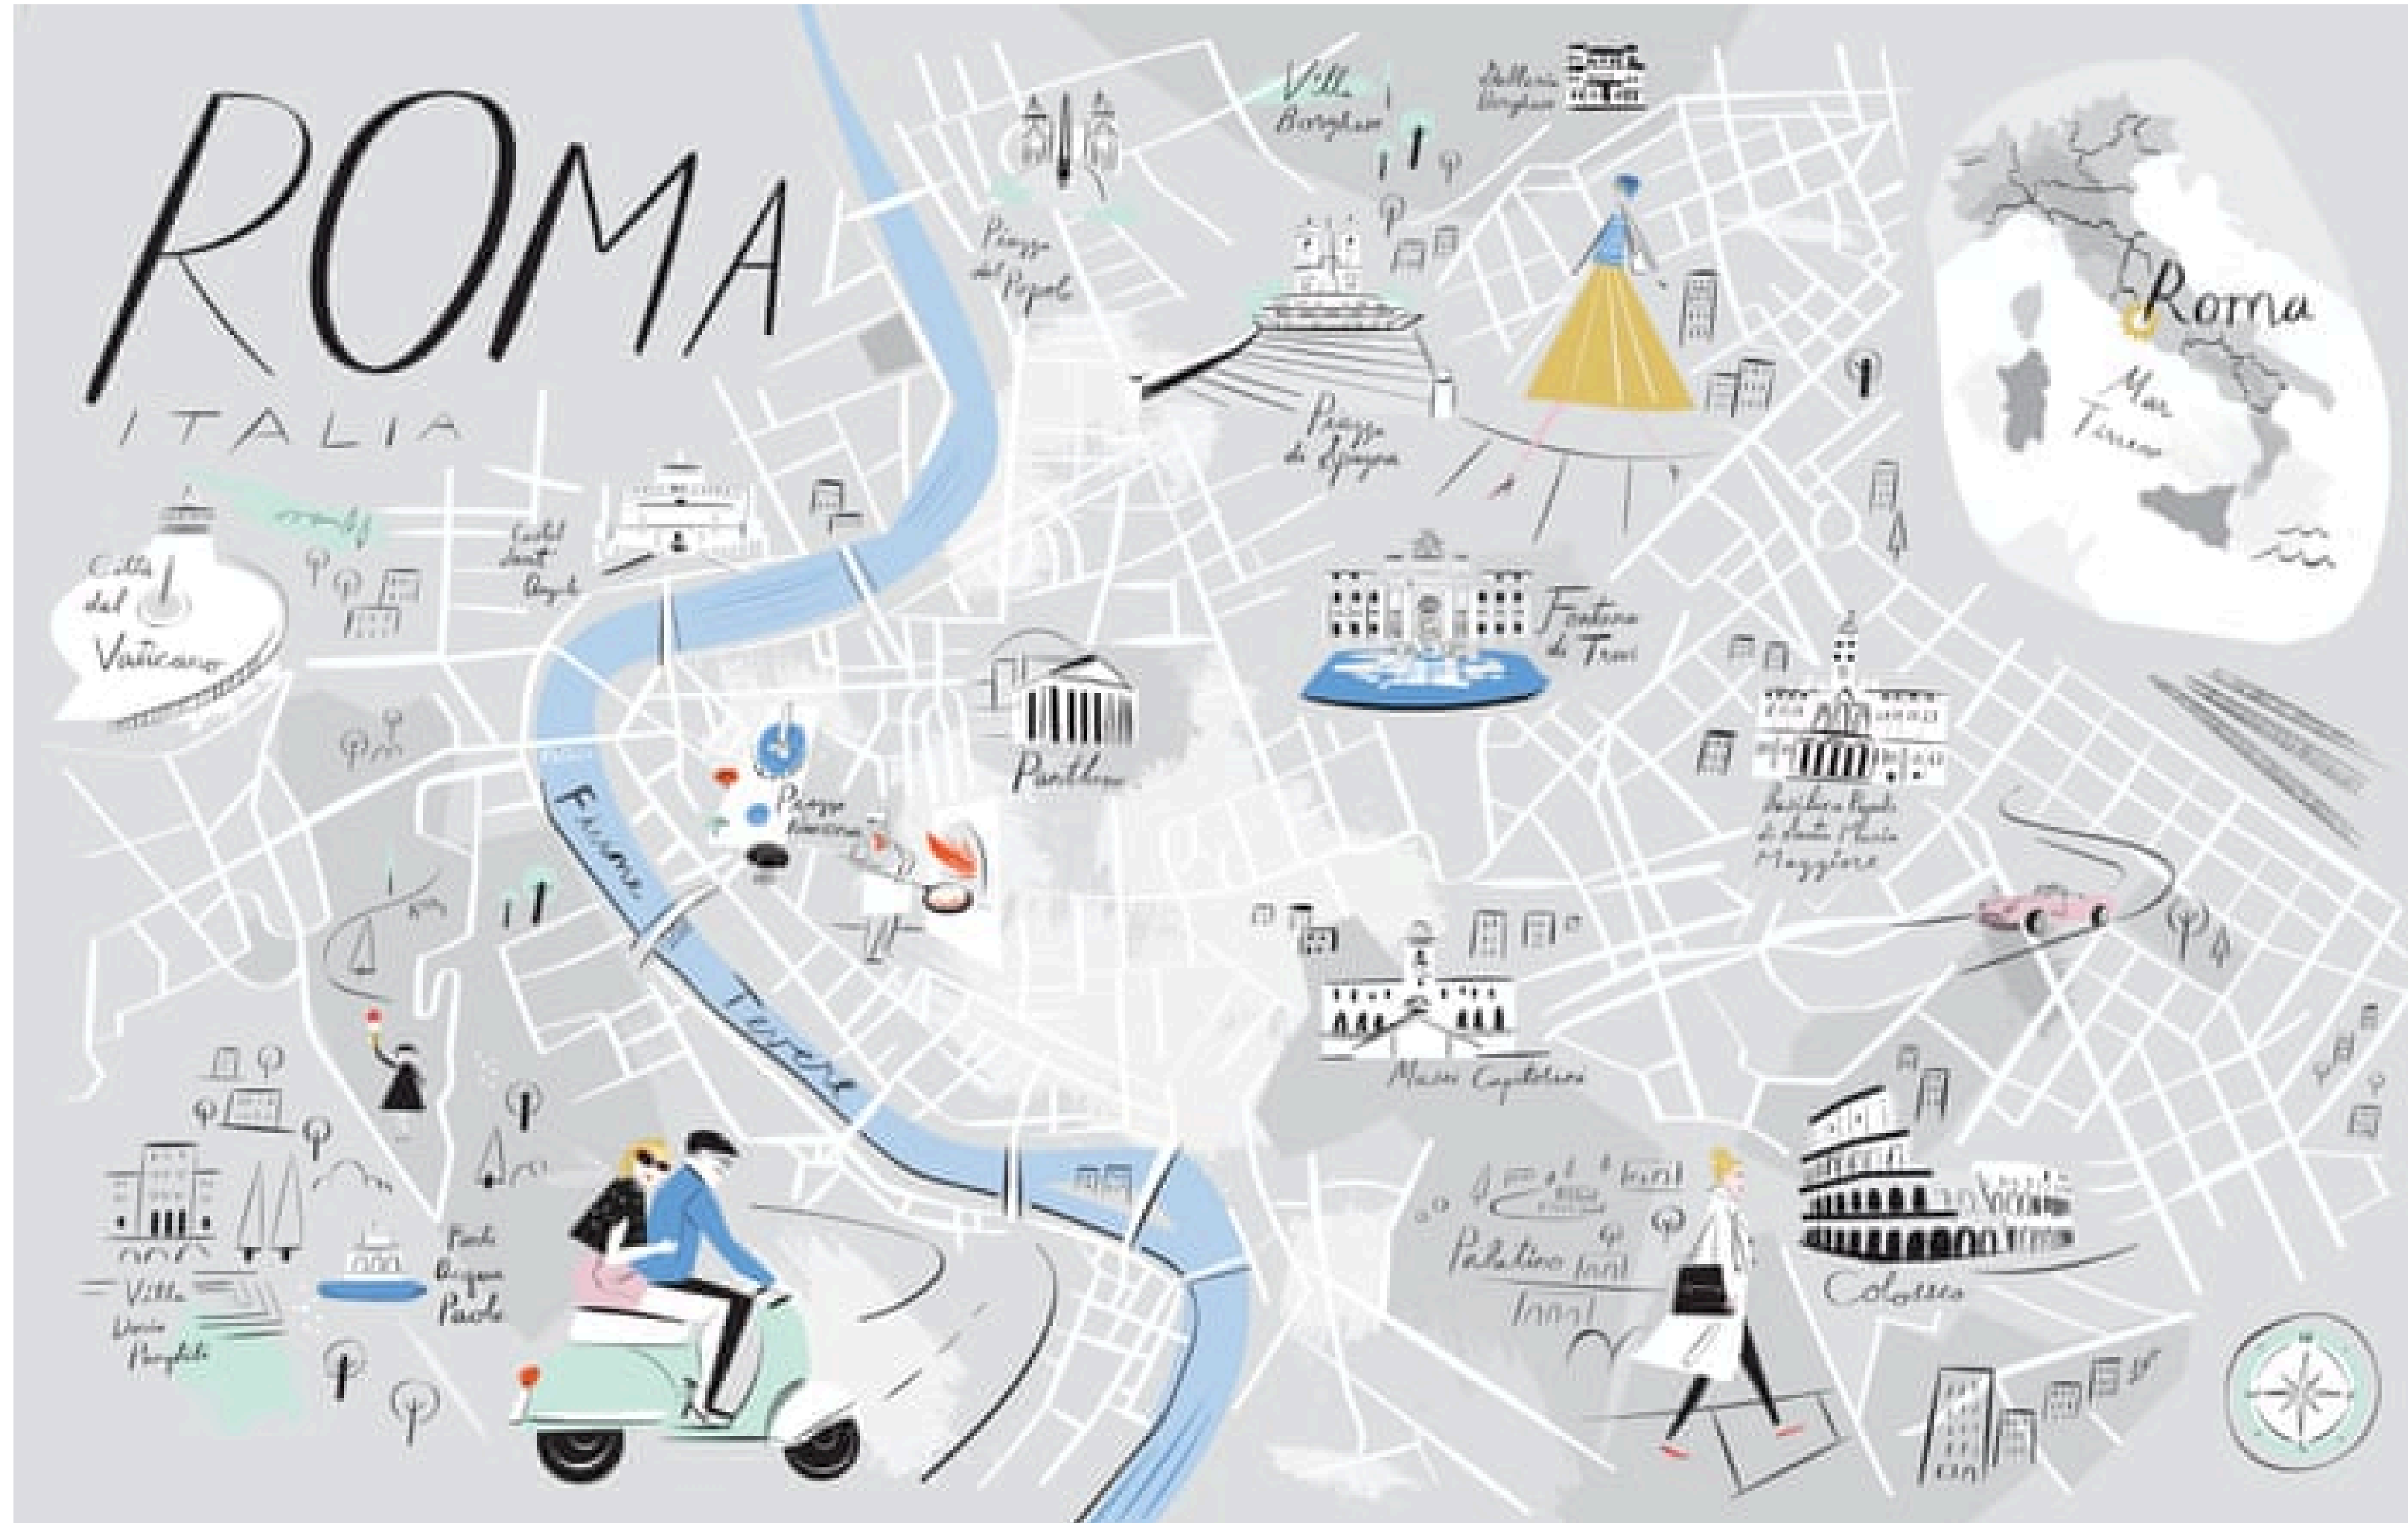 ROMA
ITALIA
Villa
Borghese
Galleria
Borghese
Piazza
del Popolo
Roma
Mar
Tirreno
Piazza
di Spagna
Castel
Sant'
Angelo
Città
del
Vaticano
Fontana
di Trevi
Pantheon
Piazza
Navona
Fiume
Tevere
Basilica Papale
di Santa Maria
Maggiore
Musei Capitolini
Palatino
Colosseo
Villa
Doria
Pamphili
Fonte
Acqua
Paola